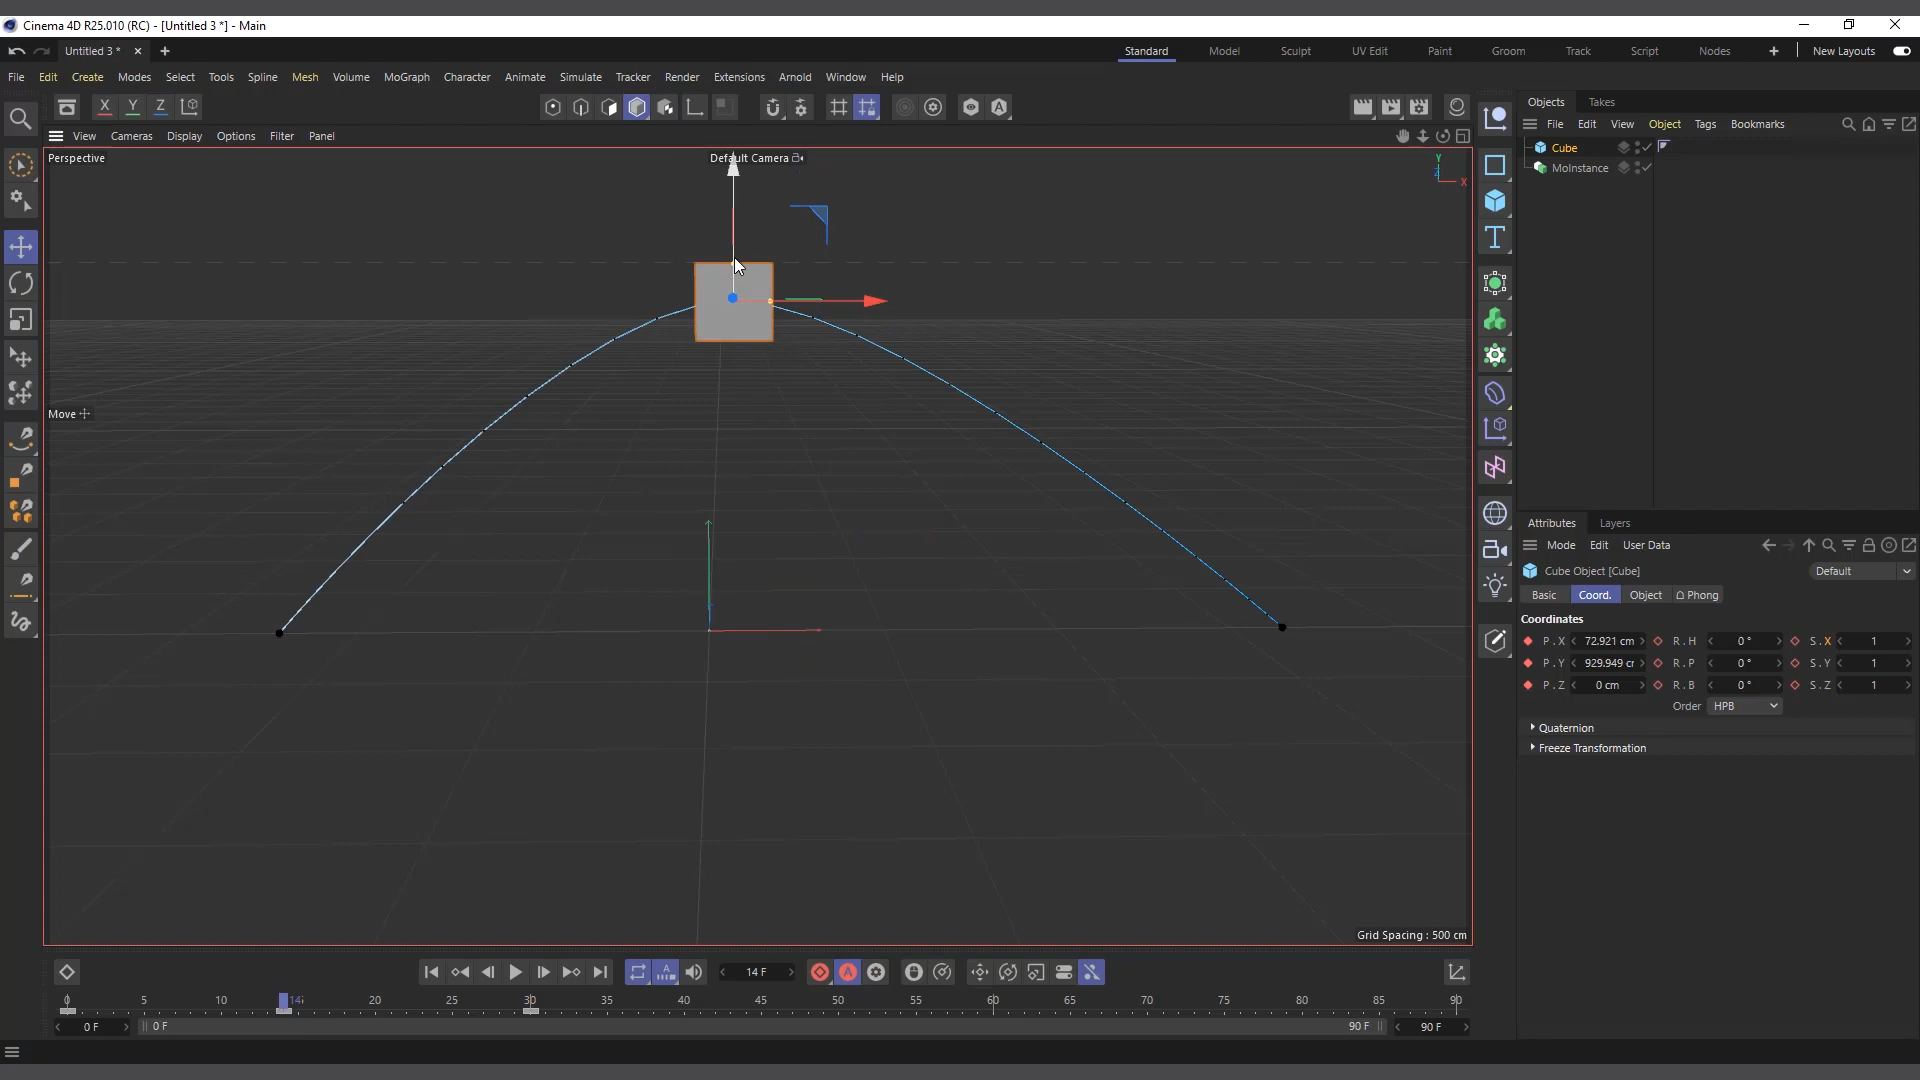 Cinema 4D R25.010 (RC) - [Untitled 3 *] - Main
Untitled 3 *
Standard Model Sculpt UV Edit Paint Groom Track Script Nodes New Layouts
File Edit Create Modes Select Tools Spline Mesh Volume MoGraph Character Animate Simulate Tracker Render Extensions Arnold Window Help
X Y Z
Objects Takes
File Edit View Object Tags Bookmarks
View Cameras Display Options Filter Panel
Cube
MoInstance
Perspective
Default Camera
Y
Z
X
Move
Attributes Layers
Mode Edit User Data
Cube Object [Cube]
Default
Basic Coord. Object Phong
Coordinates
P . X 72.921 cm R . H 0 ° S . X 1
P . Y 929.949 cr R . P 0 ° S . Y 1
P . Z 0 cm R . B 0 ° S . Z 1
Order HPB
Quaternion
Freeze Transformation
Grid Spacing : 500 cm
14 F
0 5 10 14 20 25 30 35 40 45 50 55 60 65 70 75 80 85 90
0 F 0 F 90 F 90 F